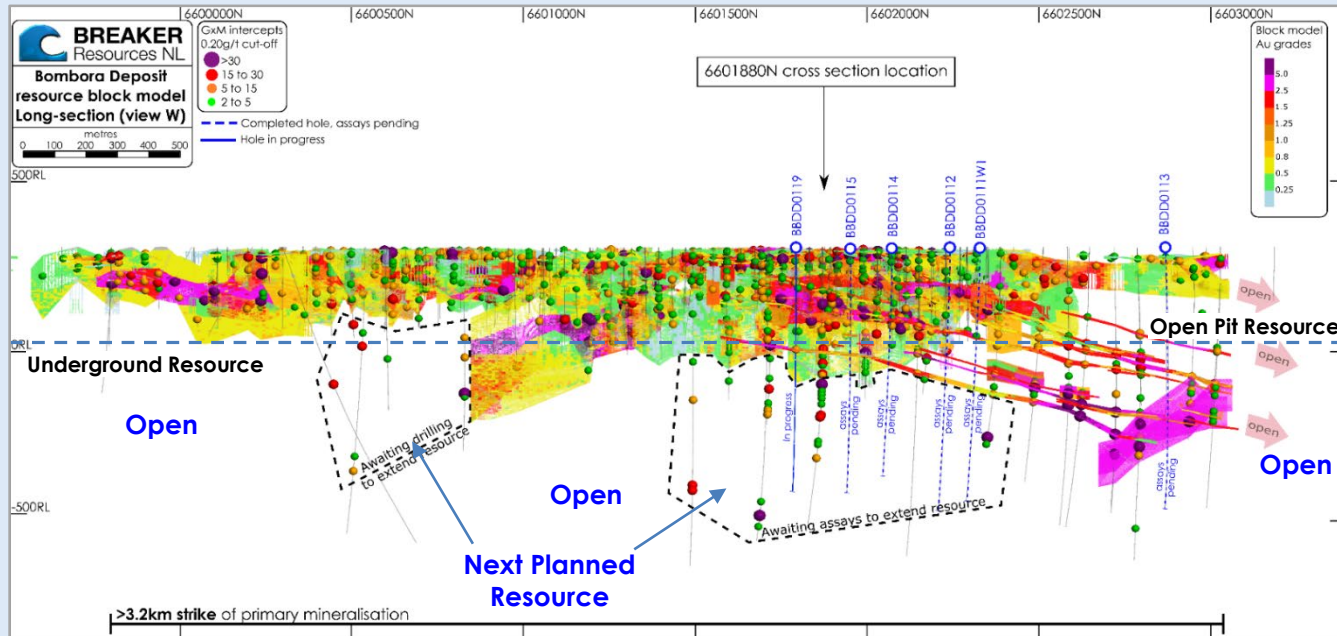 6600000N 6600500N 6601000N 6601500N 6602000N 6602500N 6603000N
BREAKER
Resources NL
Bombora Deposit
resource block model
Long-section (view W)
metres
0 100 200 300 400 500
GxM intercepts
0.20g/t cut-off
>30
15 to 30
5 to 15
2 to 5
Completed hole, assays pending
Hole in progress
6601880N cross section location
Block model
Au grades
5.0
2.5
1.5
1.25
1.0
0.8
0.5
0.25
500RL
BBDD0119
BBDD0115
BBDD0114
BBDD0112
BBDD0111W1
BBDD0113
open
Open Pit Resource
0RL
Underground Resource
open
Open
Awaiting drilling
to extend resource
In progress
assays
pending
assays
pending
assays
pending
assays
pending
assays
pending
open
Open
Open
-500RL
Awaiting assays to extend resource
Next Planned
Resource
>3.2km strike of primary mineralisation